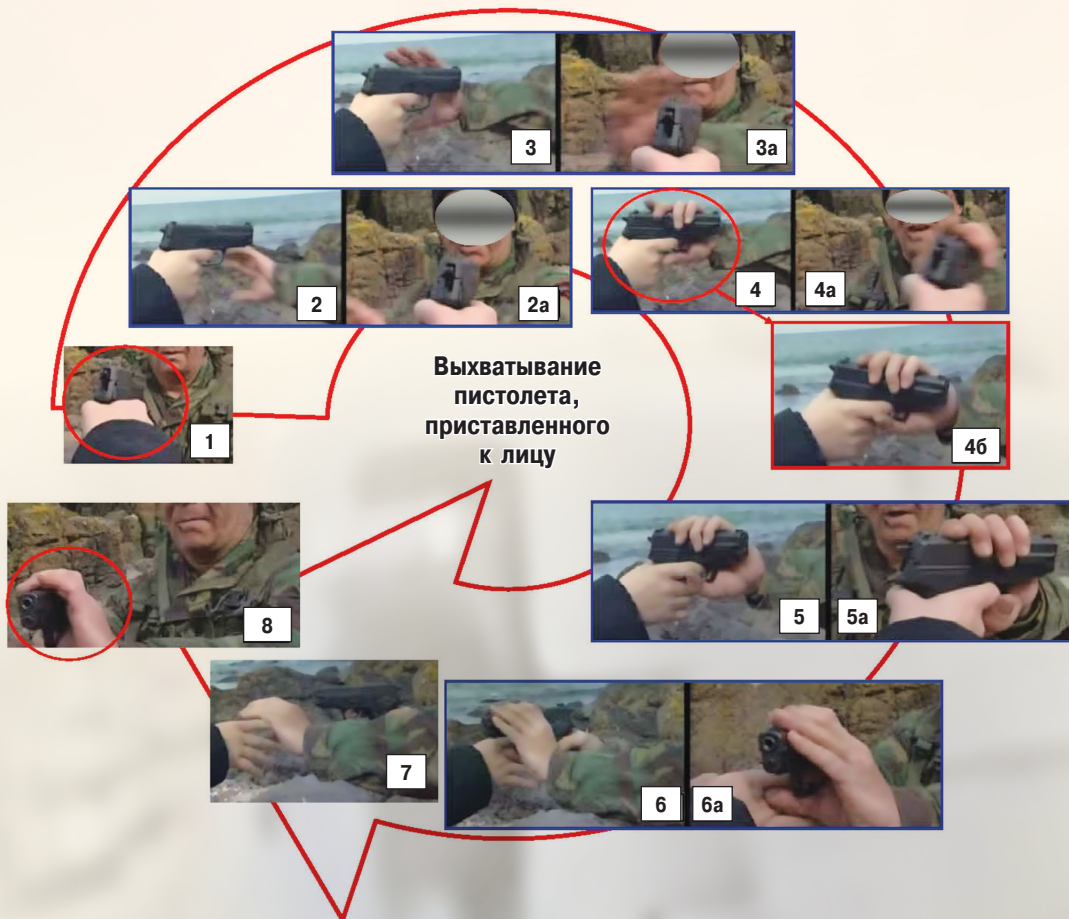 3
3а
2
2а
4
4а
1
Выхватывание
пистолета,
приставленного
к лицу
4б
8
5
5а
7
6
6а